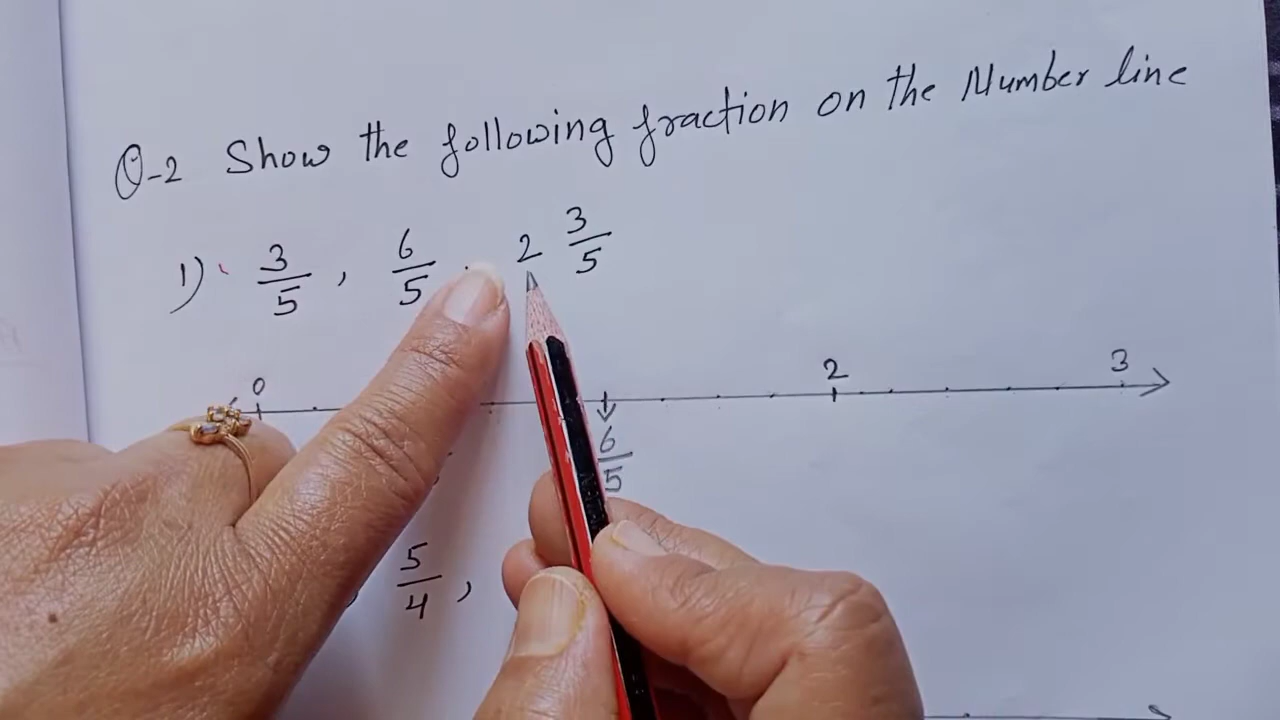 Q-2 Show the following fraction on the Number line
1) 3/5, 6/5, 2 3/5
0 2 3
6/5
5/4,